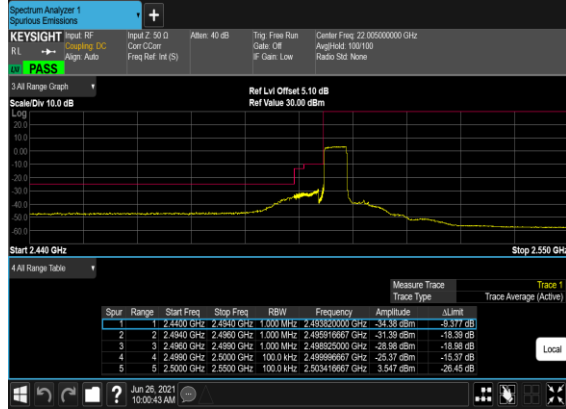 Spectrum Analyzer 1
Spurious Emissions
+
KEYSIGHT Input: RF Input Z: 50 Ω Atten: 40 dB Trig: Free Run Center Freq: 22.005000000 GHz
RL Coupling: DC Corr CCorr Gate: Off Avg|Hold: 100/100
Align: Auto Freq Ref: Int (S) IF Gain: Low Radio Std: None
PASS
3 All Range Graph
Ref Lvl Offset 5.10 dB
Scale/Div 10.0 dB Ref Value 30.00 dBm
Log
20.0
10.0
0.00
-10.0
-20.0
-30.0
-40.0
-50.0
-60.0
Start 2.440 GHz Stop 2.550 GHz
4 All Range Table
Measure Trace Trace 1
Trace Type Trace Average (Active)
Spur Range Start Freq Stop Freq RBW Frequency Amplitude ΔLimit
1 1 2.4400 GHz 2.4940 GHz 1.000 MHz 2.493820000 GHz -34.38 dBm -9.377 dB
2 2 2.4940 GHz 2.4960 GHz 1.000 MHz 2.495916667 GHz -31.39 dBm -18.39 dB
3 3 2.4960 GHz 2.4990 GHz 1.000 MHz 2.498925000 GHz -28.98 dBm -18.98 dB
4 4 2.4990 GHz 2.5000 GHz 100.0 kHz 2.499996667 GHz -25.37 dBm -15.37 dB
5 5 2.5000 GHz 2.5500 GHz 100.0 kHz 2.503416667 GHz 3.547 dBm -26.45 dB
Local
? Jun 26, 2021
10:00:43 AM